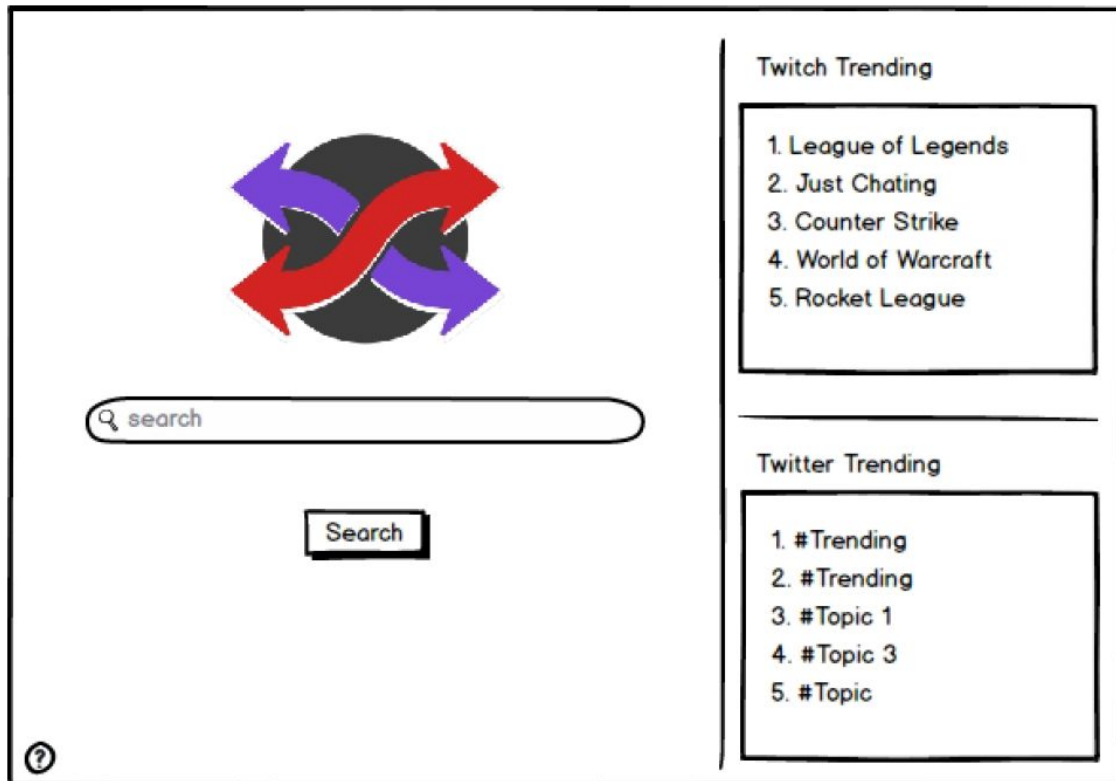 Twitch Trending
1. League of Legends
2. Just Chating
3. Counter Strike
4. World of Warcraft
5. Rocket League
search
Search
Twitter Trending
1. #Trending
2. #Trending
3. #Topic 1
4. #Topic 3
5. #Topic
?